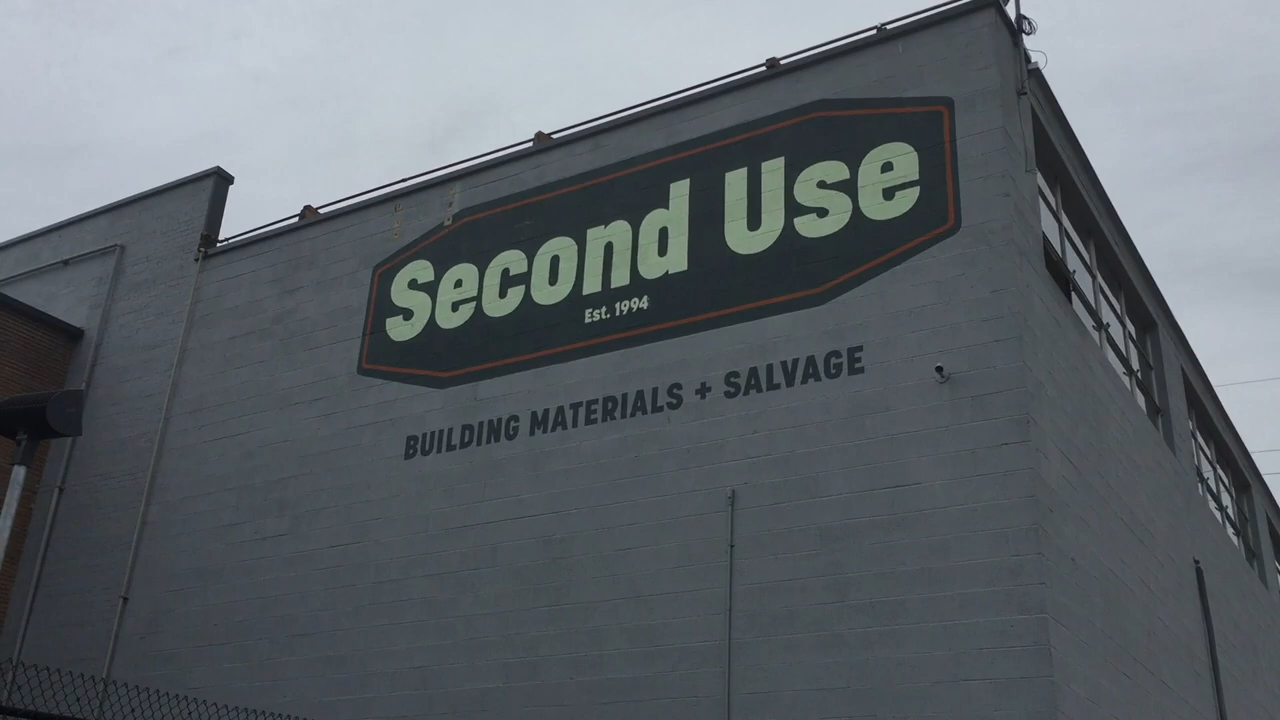 Second Use
Est. 1994
BUILDING MATERIALS + SALVAGE